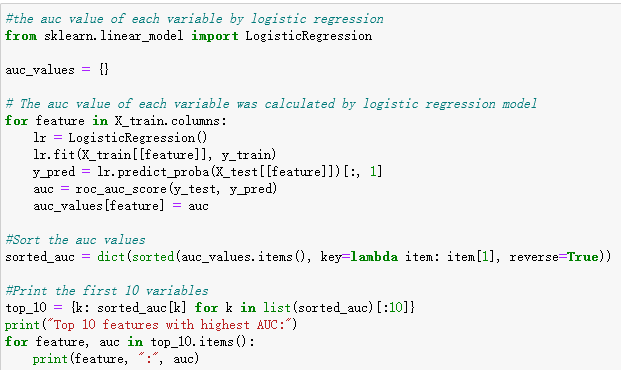 #the auc value of each variable by logistic regression
from sklearn.linear_model import LogisticRegression
auc_values = {}
# The auc value of each variable was calculated by logistic regression model
for feature in X_train.columns:
    lr = LogisticRegression()
    lr.fit(X_train[[feature]], y_train)
    y_pred = lr.predict_proba(X_test[[feature]])[:, 1]
    auc = roc_auc_score(y_test, y_pred)
    auc_values[feature] = auc
#Sort the auc values
sorted_auc = dict(sorted(auc_values.items(), key=lambda item: item[1], reverse=True))
#Print the first 10 variables
top_10 = {k: sorted_auc[k] for k in list(sorted_auc)[:10]}
print("Top 10 features with highest AUC:")
for feature, auc in top_10.items():
    print(feature, ":", auc)